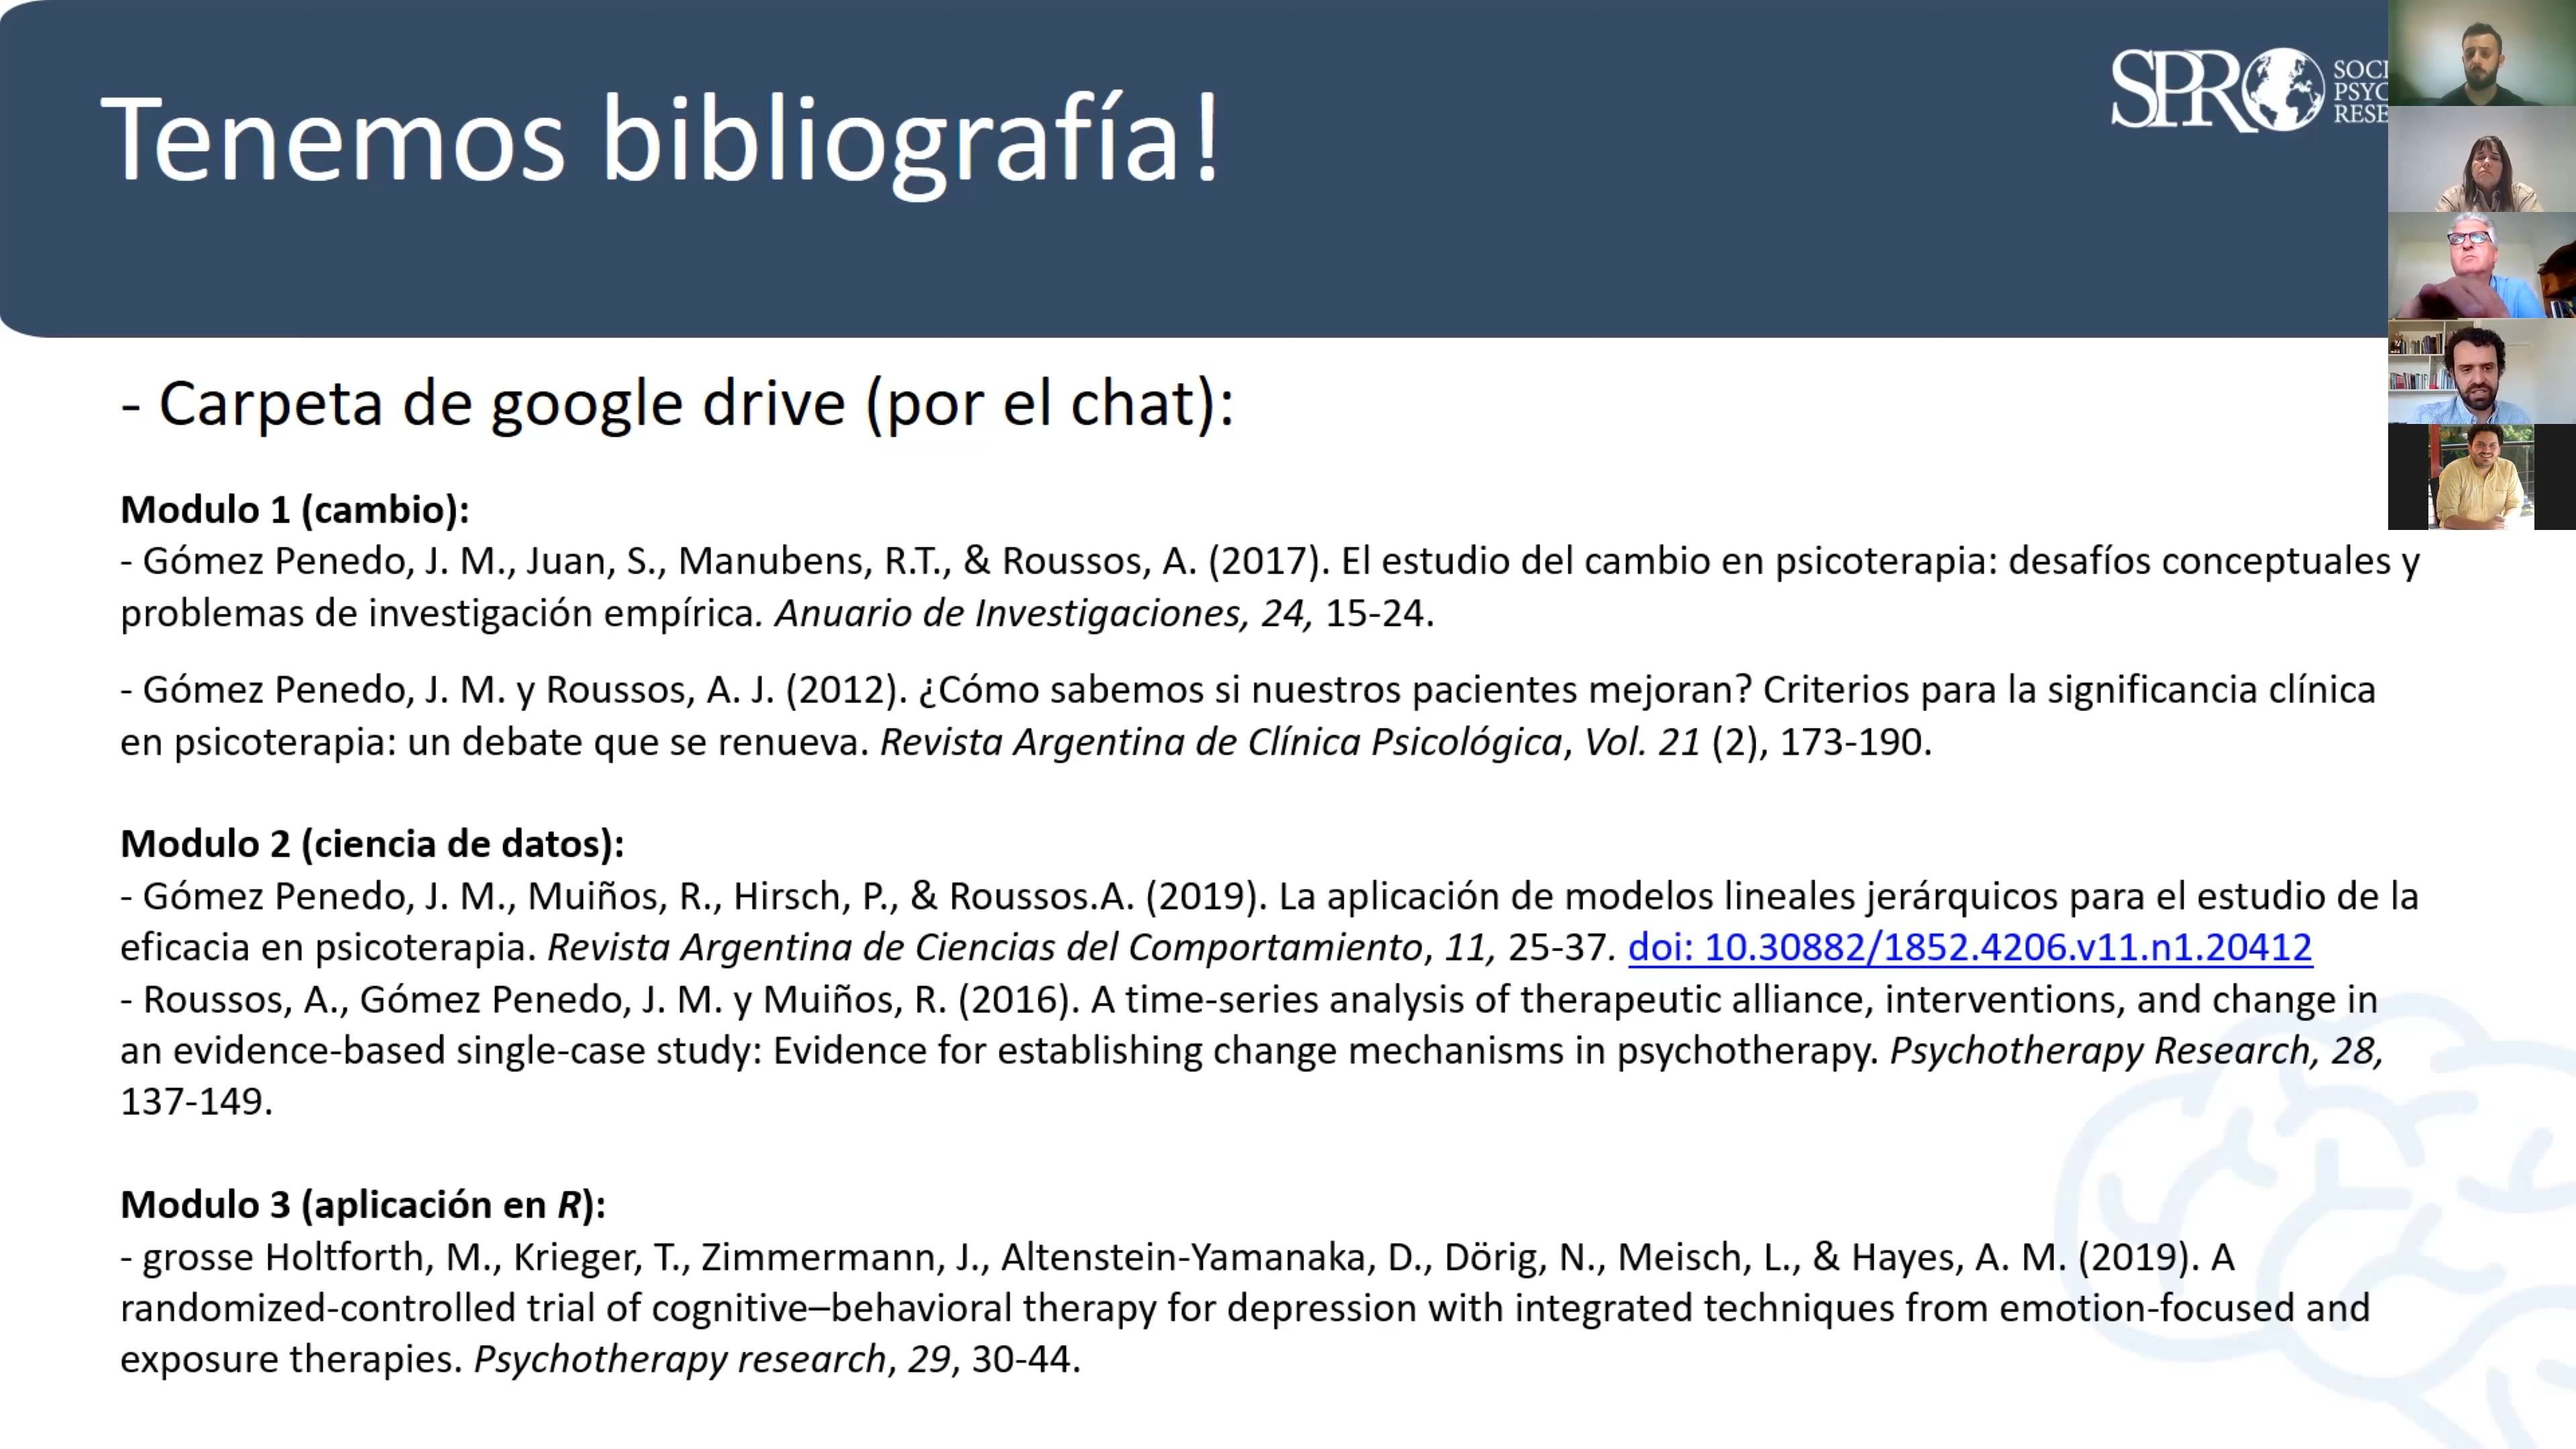 Tenemos bibliografía!
SPR
SOCI
PSYC
RESE
- Carpeta de google drive (por el chat):
Modulo 1 (cambio):
- Gómez Penedo, J. M., Juan, S., Manubens, R.T., & Roussos, A. (2017). El estudio del cambio en psicoterapia: desafíos conceptuales y
problemas de investigación empírica. Anuario de Investigaciones, 24, 15-24.
- Gómez Penedo, J. M. y Roussos, A. J. (2012). ¿Cómo sabemos si nuestros pacientes mejoran? Criterios para la significancia clínica
en psicoterapia: un debate que se renueva. Revista Argentina de Clínica Psicológica, Vol. 21 (2), 173-190.
Modulo 2 (ciencia de datos):
- Gómez Penedo, J. M., Muiños, R., Hirsch, P., & Roussos.A. (2019). La aplicación de modelos lineales jerárquicos para el estudio de la
eficacia en psicoterapia. Revista Argentina de Ciencias del Comportamiento, 11, 25-37. doi: 10.30882/1852.4206.v11.n1.20412
- Roussos, A., Gómez Penedo, J. M. y Muiños, R. (2016). A time-series analysis of therapeutic alliance, interventions, and change in
an evidence-based single-case study: Evidence for establishing change mechanisms in psychotherapy. Psychotherapy Research, 28,
137-149.
Modulo 3 (aplicación en R):
- grosse Holtforth, M., Krieger, T., Zimmermann, J., Altenstein-Yamanaka, D., Dörig, N., Meisch, L., & Hayes, A. M. (2019). A
randomized-controlled trial of cognitive–behavioral therapy for depression with integrated techniques from emotion-focused and
exposure therapies. Psychotherapy research, 29, 30-44.